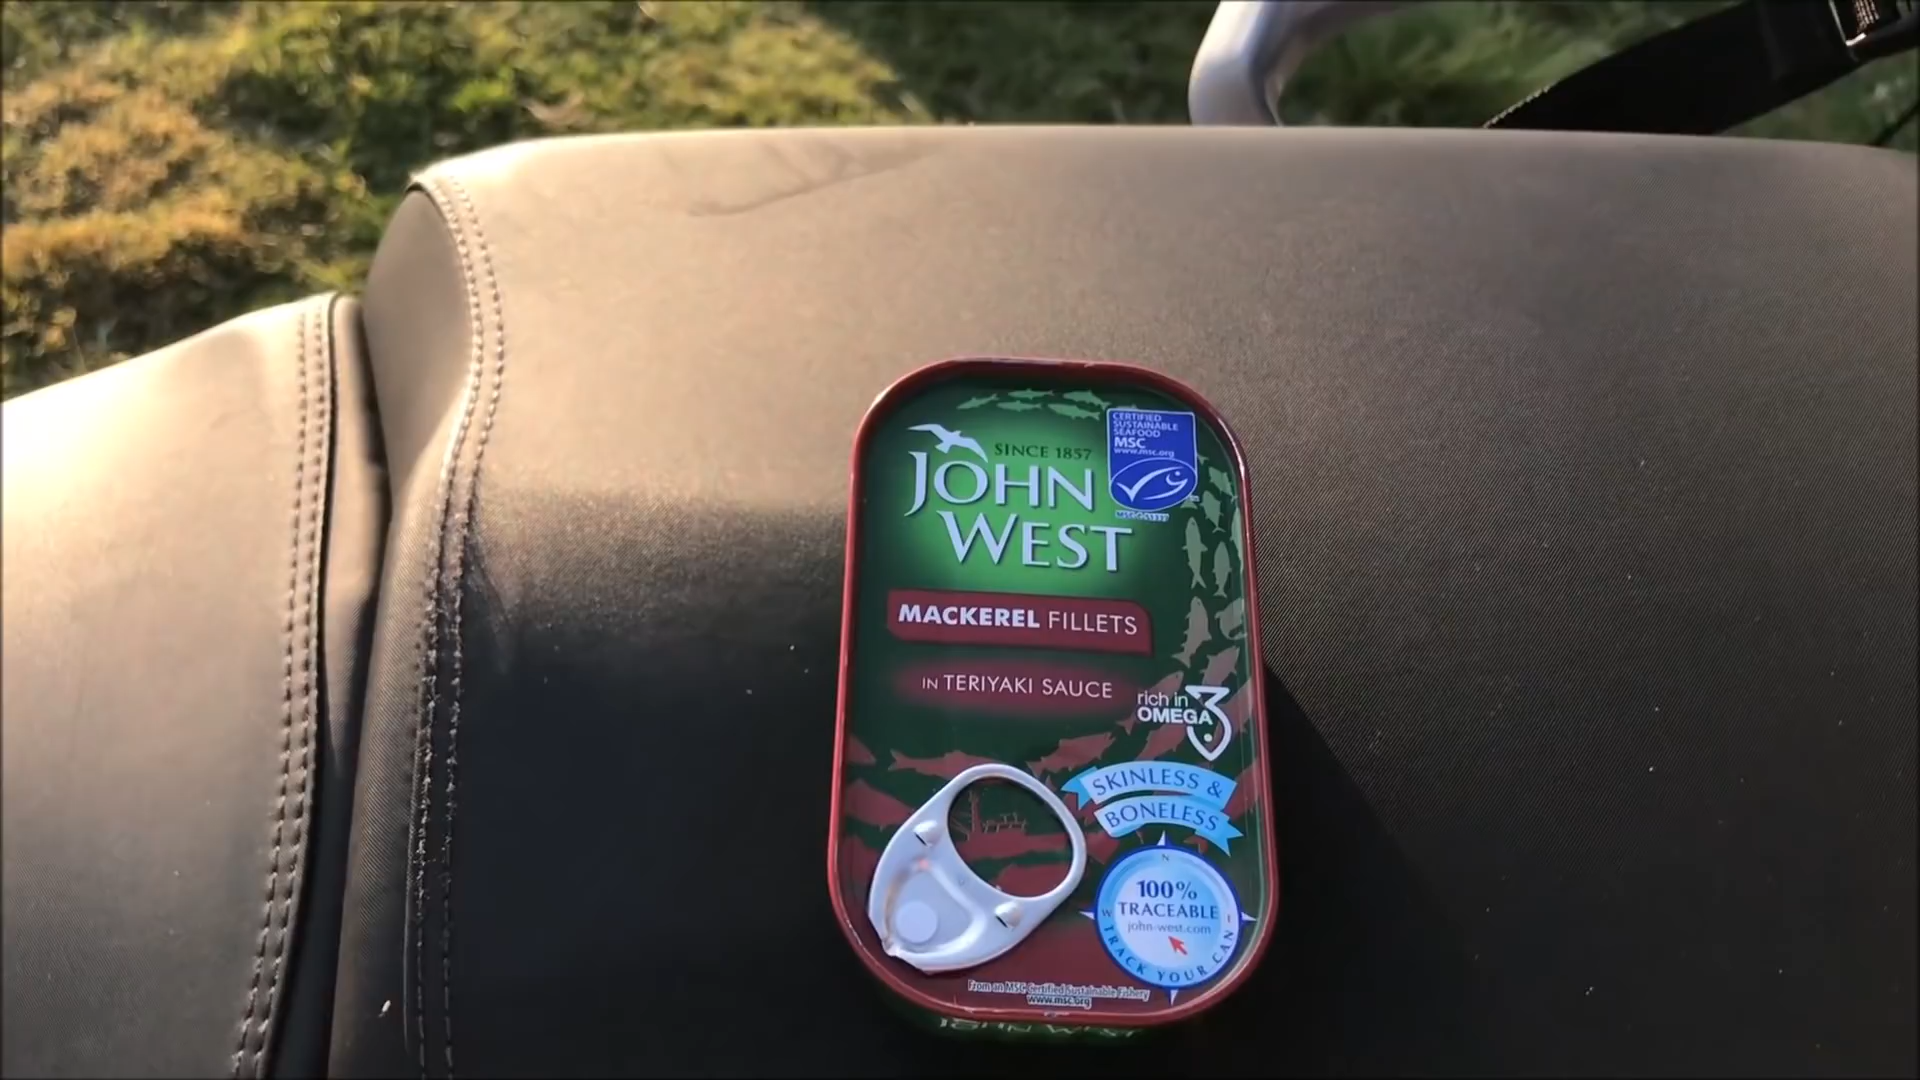 SINCE 1857
JOHN
WEST
CERTIFIED
SUSTAINABLE
SEAFOOD
MSC
www.msc.org
MACKEREL FILLETS
IN TERIYAKI SAUCE
rich in
OMEGA 3
SKINLESS &
BONELESS
N
100%
W TRACEABLE
john-west.com
TRACK YOUR CAN
From an MSC Certified Sustainable Fishery
www.msc.org